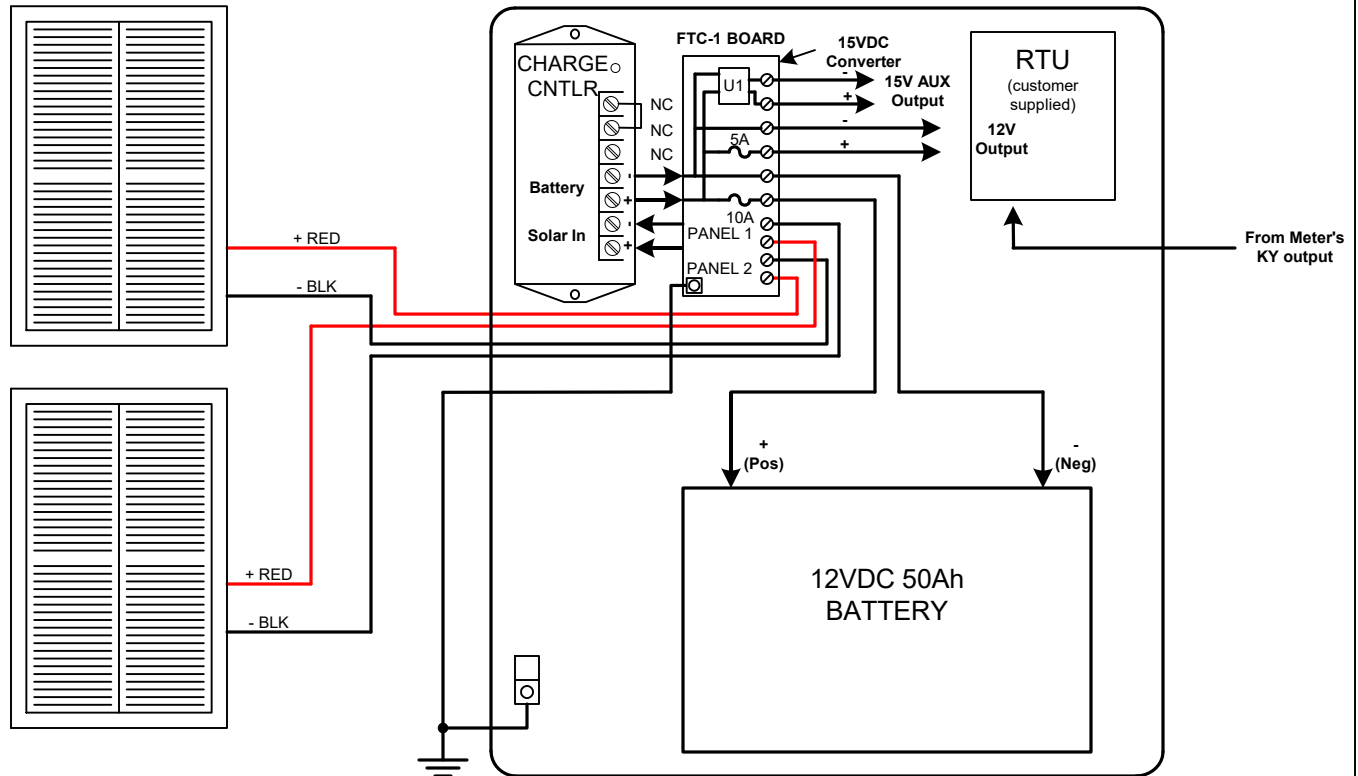 + RED
- BLK
+ RED
- BLK
CHARGE
CNTLR
NC
NC
NC
Battery
-
+
Solar In
-
+
FTC-1 BOARD
15VDC
Converter
U1
5A
10A
PANEL 1
PANEL 2
-
15V AUX
+
Output
-
12V
+
Output
RTU
(customer
supplied)
From Meter's
KY output
+
(Pos)
-
(Neg)
12VDC 50Ah
BATTERY